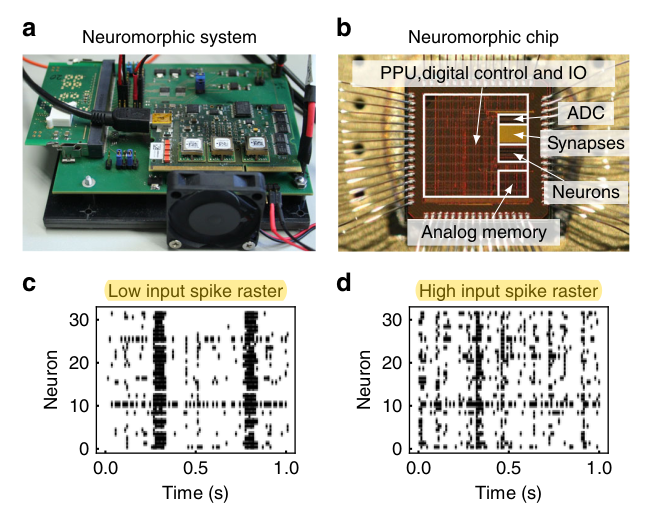 a
Neuromorphic system
b
Neuromorphic chip
PPU,digital control and IO
ADC
Synapses
Neurons
Analog memory
c
Low input spike raster
30
20
10
0
Neuron
0.0
0.5
1.0
Time (s)
d
High input spike raster
30
20
10
0
Neuron
0.0
0.5
1.0
Time (s)